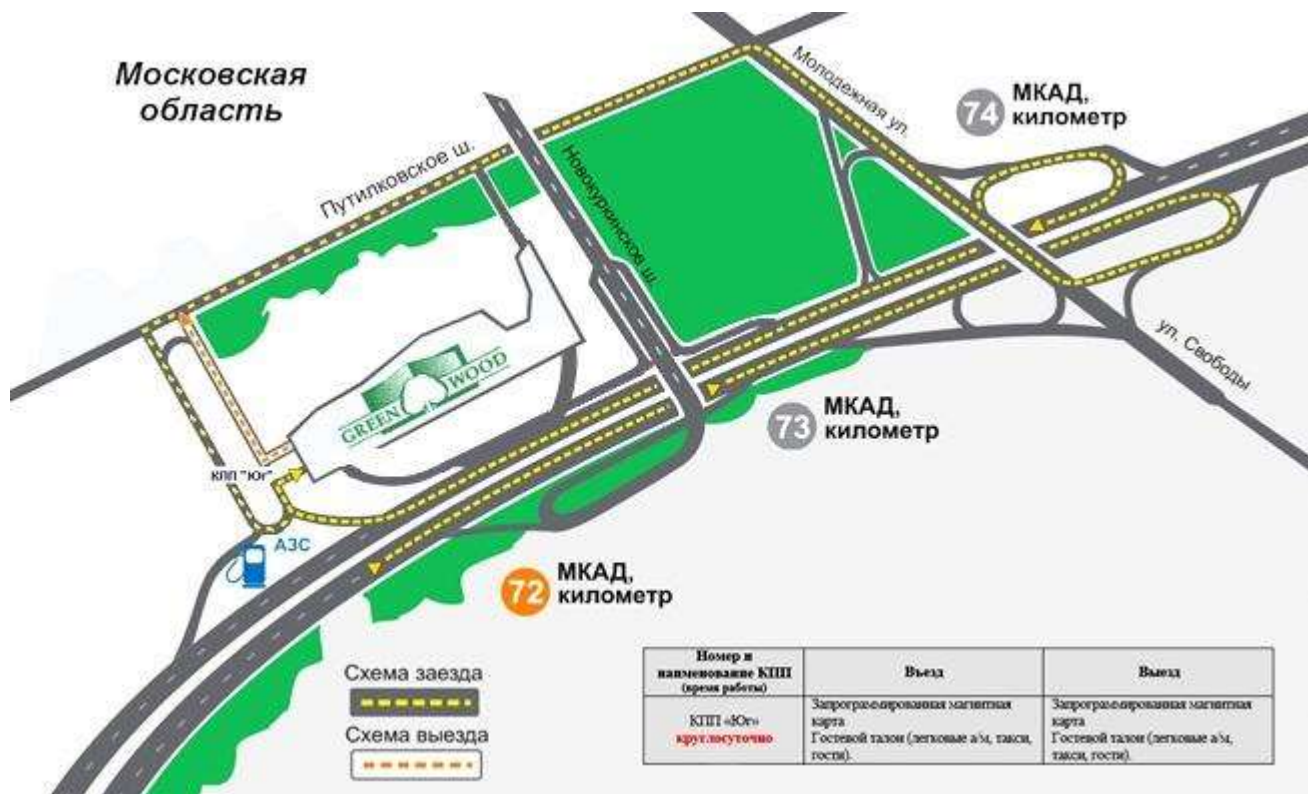 Московская
область
Путилковское ш.
Новокуркинское ш.
Молодежная ул.
74
МКАД,
километр
ул. Свободы
GREEN WOOD
73
МКАД,
километр
КПП "Юг"
АЗС
72
МКАД,
километр
Схема заезда
Схема выезда
Номер и
наименование КПП
(время работы)
Въезд
Выезд
КПП «Юг»
круглосуточно
Запрограммированная магнитная
карта
Гостевой талон (легковые а/м, такси,
гости).
Запрограммированная магнитная
карта
Гостевой талон (легковые а/м,
такси, гости).